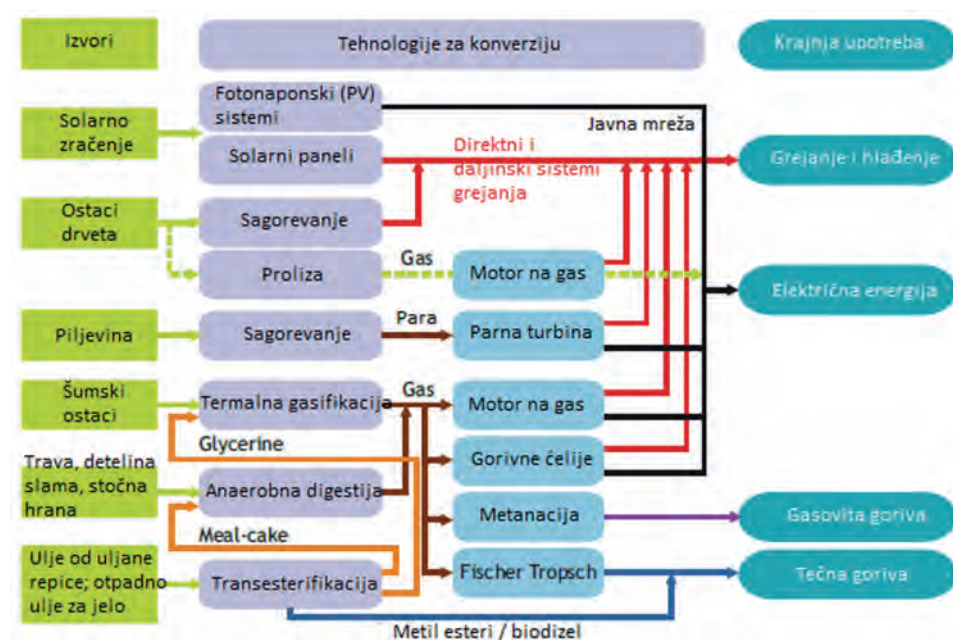 Izvori
Tehnologije za konverziju
Krajnja upotreba
Fotonaponski (PV)
sistemi
Javna mreža
Solarno
zračenje
Solarni paneli
Direktni i
daljinski sistemi
grejanja
Grejanje i hlađenje
Ostaci
drveta
Sagorevanje
Proliza
Gas
Motor na gas
Električna energija
Piljevina
Sagorevanje
Para
Parna turbina
Šumski
ostaci
Termalna gasifikacija
Gas
Motor na gas
Glycerine
Gorivne ćelije
Trava, detelina
slama, stočna
hrana
Anaerobna digestija
Metanacija
Gasovita goriva
Meal-cake
Ulje od uljane
repice; otpadno
ulje za jelo
Transesterifikacija
Fischer Tropsch
Tečna goriva
Metil esteri / biodizel